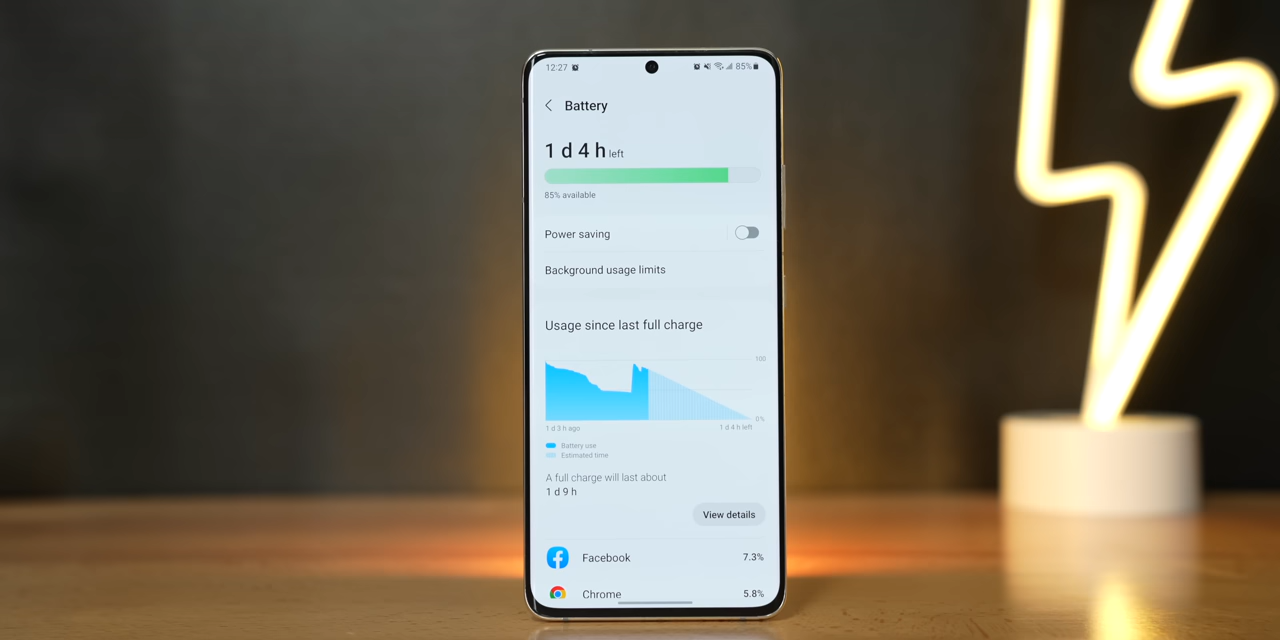 12:27 85%
Battery
1 d 4 h left
85% available
Power saving
Background usage limits
Usage since last full charge
100
0%
1 d 3 h ago 1 d 4 h left
Battery use
Estimated time
A full charge will last about
1 d 9 h
View details
Facebook 7.3%
Chrome 5.8%